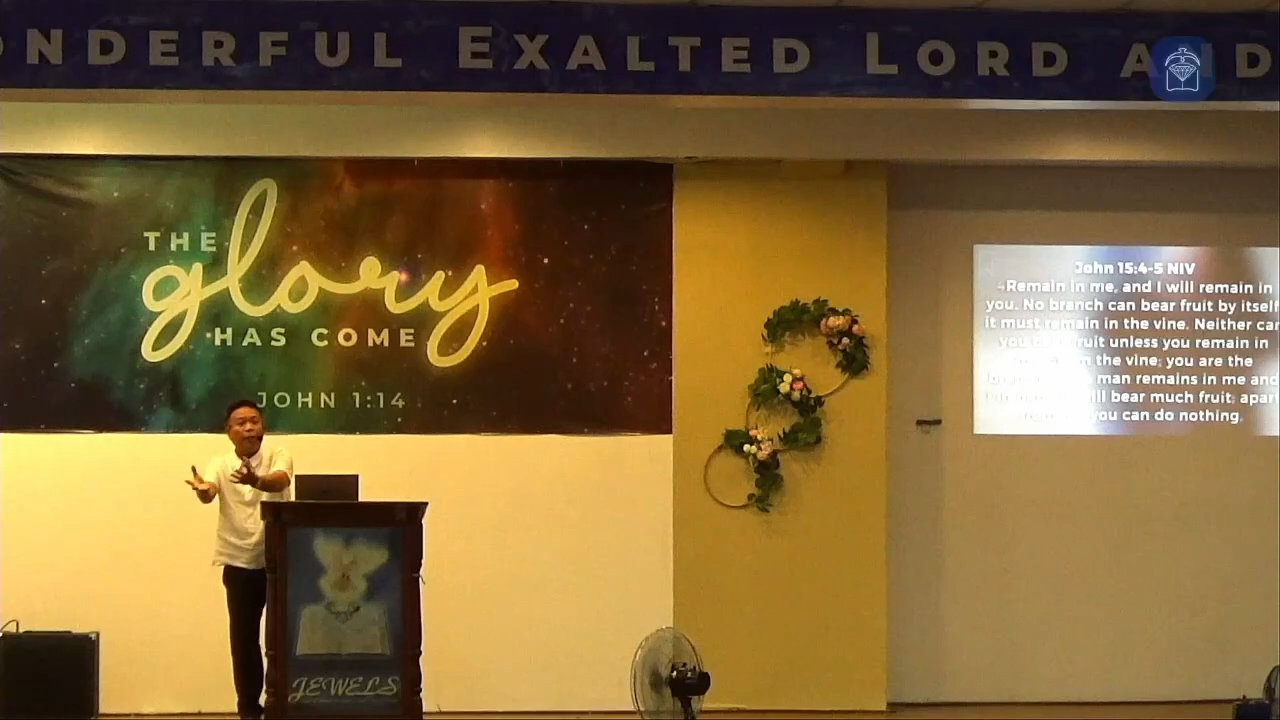 ONDERFUL EXALTED LORD AND
THE
glory
HAS COME
JOHN 1:14
JEWELS
John 15:4-5 NIV
4Remain in me, and I will remain in
you. No branch can bear fruit by itself
it must remain in the vine. Neither can
you fruit unless you remain in
the vine; you are the
man remains in me and
will bear much fruit; apar
you can do nothing.